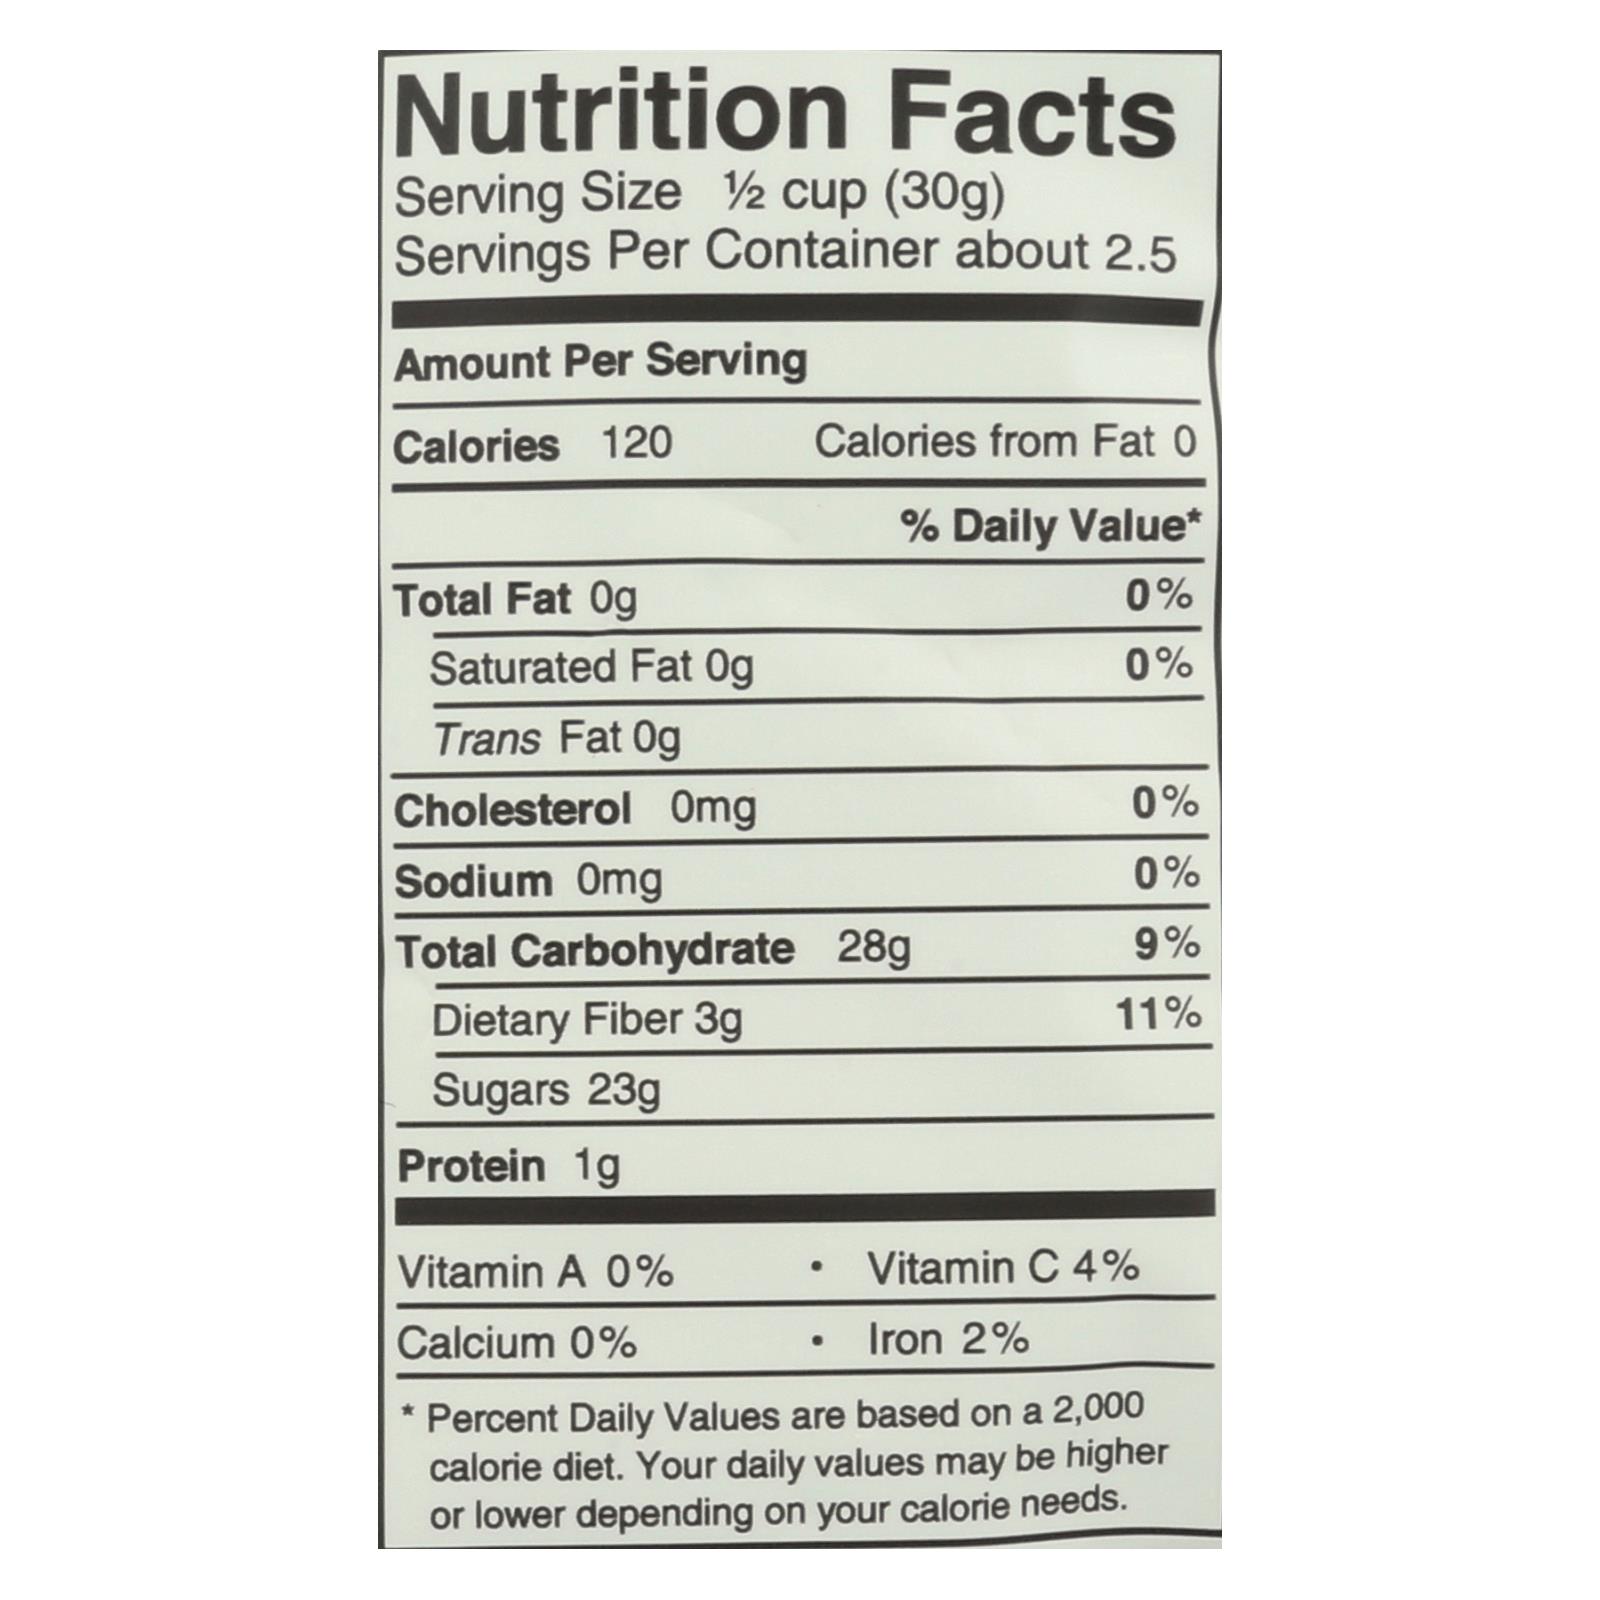 Nutrition Facts
Serving Size ½ cup (30g)
Servings Per Container about 2.5
Amount Per Serving
Calories 120 Calories from Fat 0
% Daily Value*
Total Fat 0g 0%
Saturated Fat 0g 0%
Trans Fat 0g
Cholesterol 0mg 0%
Sodium 0mg 0%
Total Carbohydrate 28g 9%
Dietary Fiber 3g 11%
Sugars 23g
Protein 1g
Vitamin A 0% • Vitamin C 4%
Calcium 0% • Iron 2%
* Percent Daily Values are based on a 2,000
calorie diet. Your daily values may be higher
or lower depending on your calorie needs.